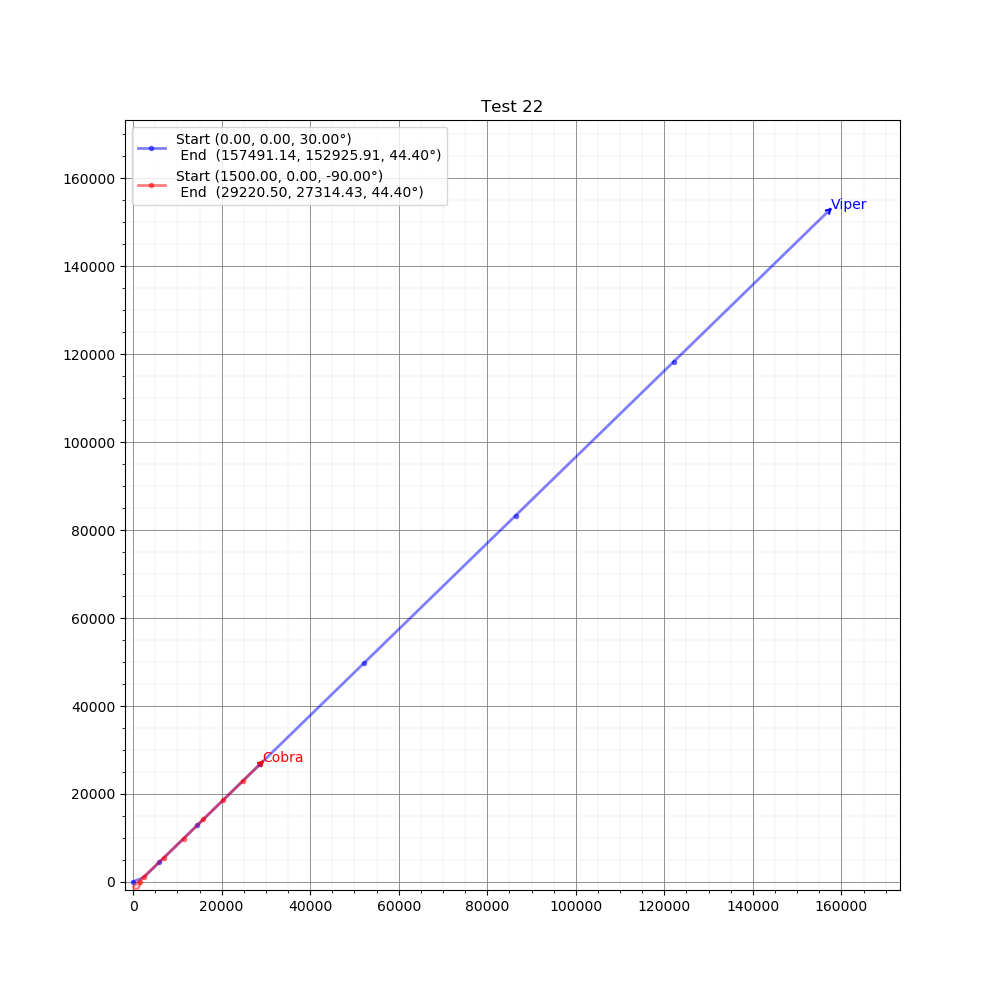 Test 22
Start (0.00, 0.00, 30.00°)
End (157491.14, 152925.91, 44.40°)
Start (1500.00, 0.00, -90.00°)
End (29220.50, 27314.43, 44.40°)
160000
140000
120000
100000
80000
60000
40000
20000
0
Viper
Cobra
0 20000 40000 60000 80000 100000 120000 140000 160000